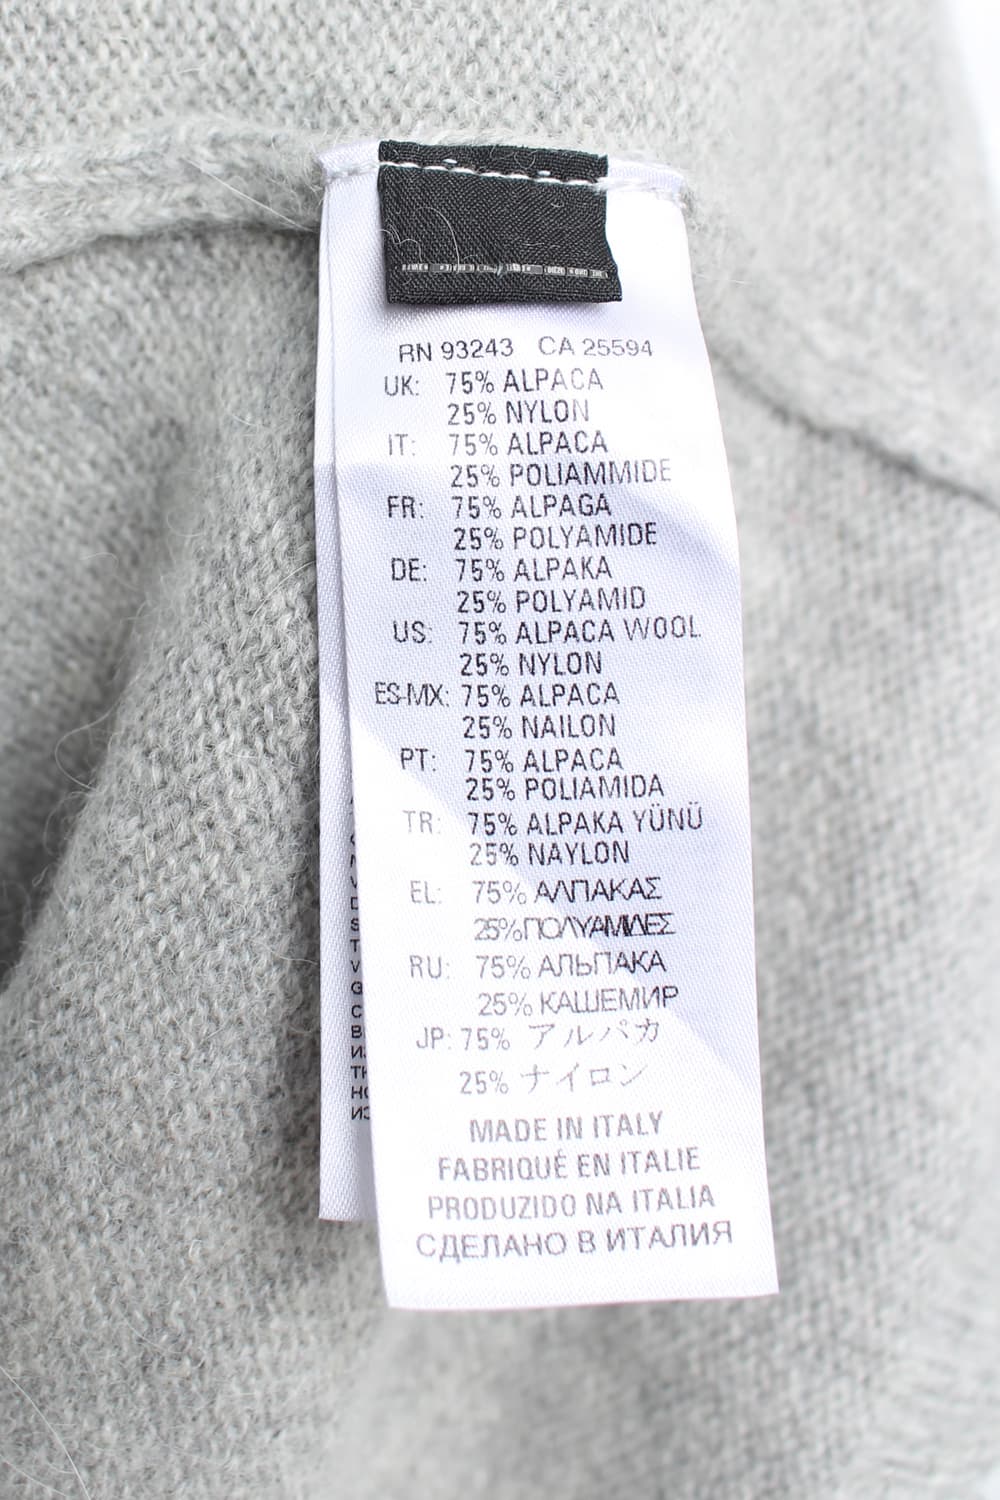 RN 93243 CA 25594
UK: 75% ALPACA
25% NYLON
IT: 75% ALPACA
25% POLIAMMIDE
FR: 75% ALPAGA
25% POLYAMIDE
DE: 75% ALPAKA
25% POLYAMID
US: 75% ALPACA WOOL
25% NYLON
ES-MX: 75% ALPACA
25% NAILON
PT: 75% ALPACA
25% POLIAMIDA
TR: 75% ALPAKA YÜNÜ
25% NAYLON
EL: 75% ΑΛΠΑΚΑΣ
25% ΠΟΛΥΑΜΙΔΕΣ
RU: 75% АЛЬПАКА
25% КАШЕМИР
JP: 75% アルパカ
25% ナイロン
MADE IN ITALY
FABRIQUÉ EN ITALIE
PRODUZIDO NA ITALIA
СДЕЛАНО В ИТАЛИЯ